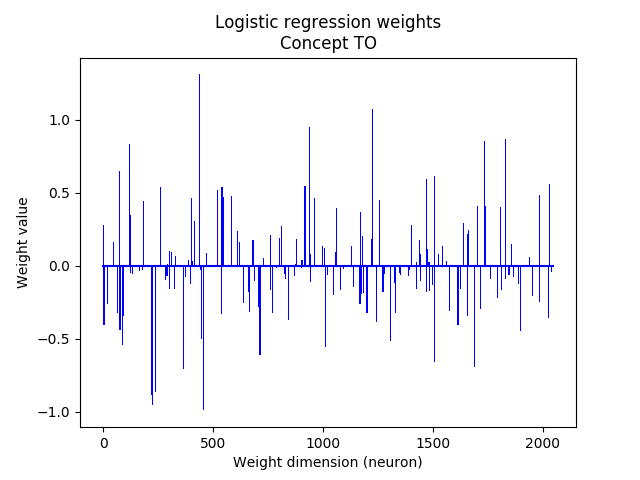 Logistic regression weights
Concept TO
Weight value
1.0
0.5
0.0
−0.5
−1.0
0 500 1000 1500 2000
Weight dimension (neuron)